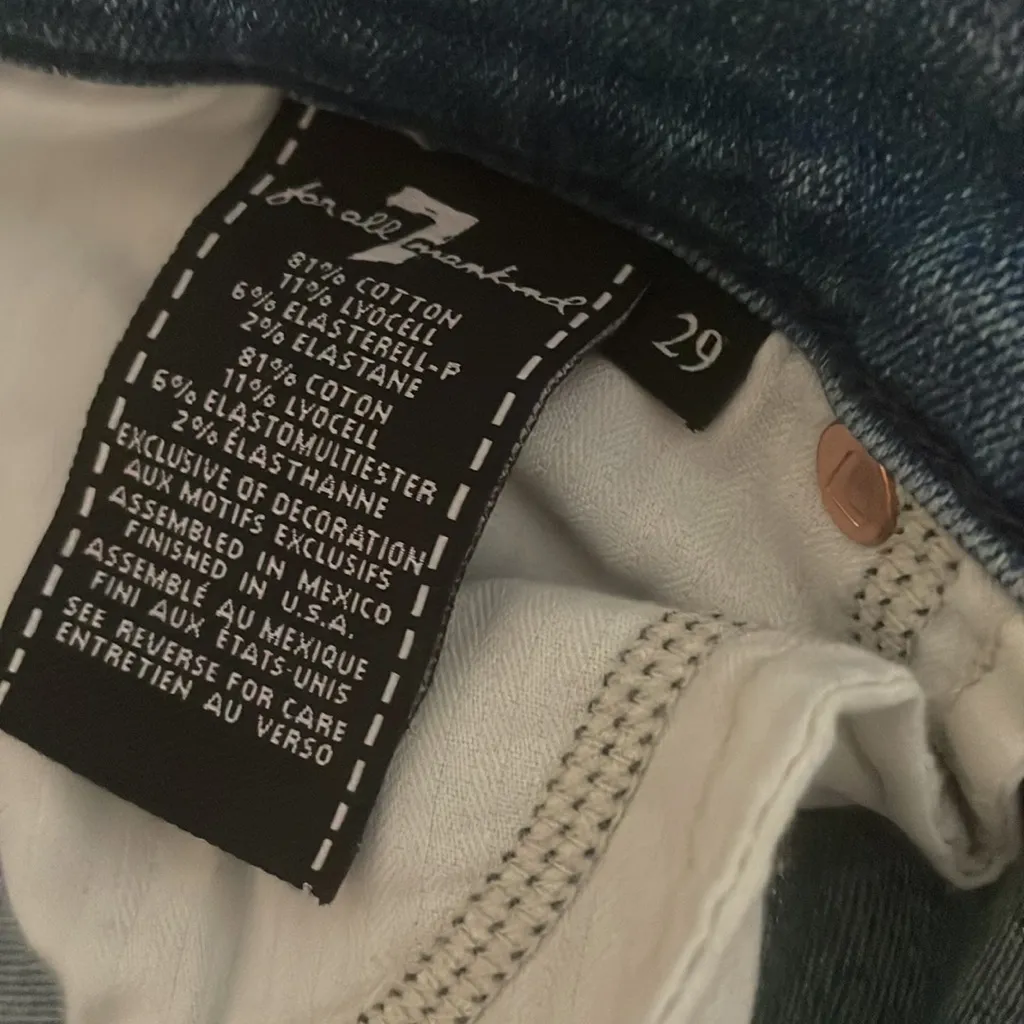 for all 7 mankind
81% COTTON
11% LYOCELL
6% ELASTERELL-P
2% ELASTANE
81% COTON
11% LYOCELL
6% ELASTOMULTIESTER
2% ÉLASTHANNE
EXCLUSIVE OF DECORATION
AUX MOTIFS EXCLUSIFS
ASSEMBLED IN MEXICO
FINISHED IN U.S.A.
ASSEMBLÉ AU MEXIQUE
FINI AUX ÉTATS-UNIS
SEE REVERSE FOR CARE
ENTRETIEN AU VERSO
29